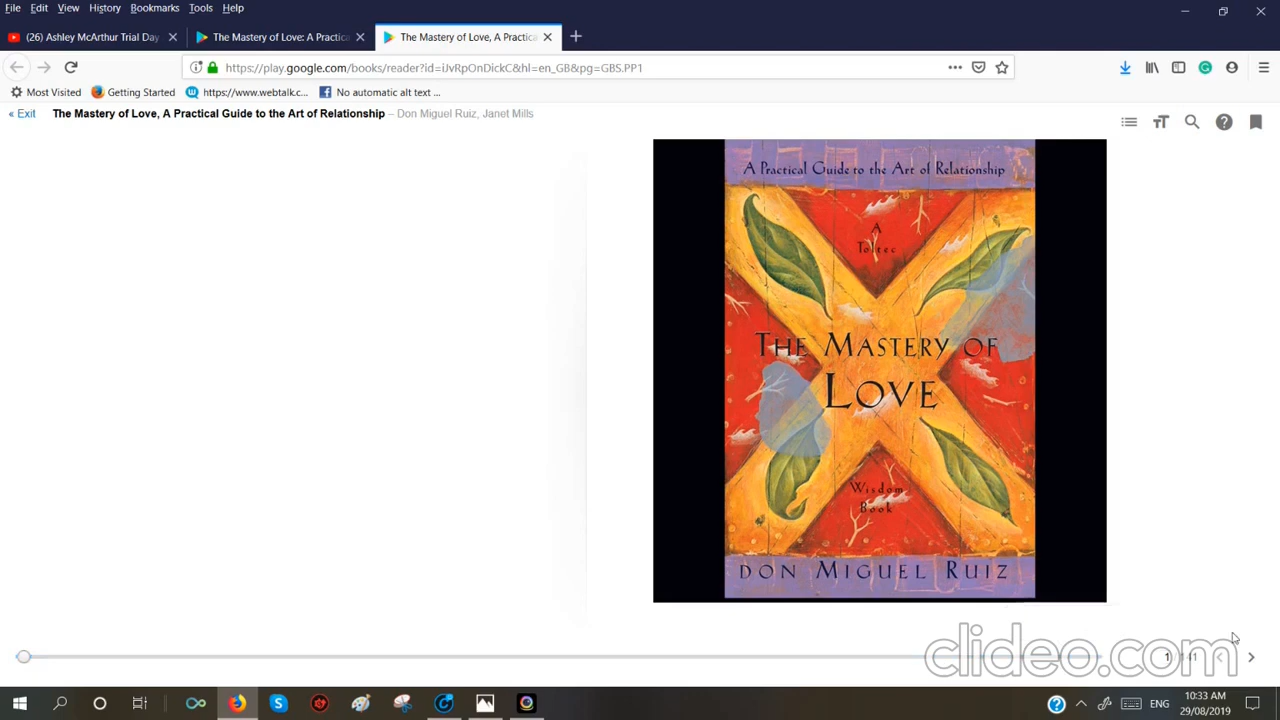 File Edit View History Bookmarks Tools Help
(26) Ashley McArthur Trial Day
The Mastery of Love: A Practica
The Mastery of Love, A Practica
https://play.google.com/books/reader?id=iJvRpOnDickC&hl=en_GB&pg=GBS.PP1
Most Visited
Getting Started
https://www.webtalk.c...
No automatic alt text ...
« Exit
The Mastery of Love, A Practical Guide to the Art of Relationship – Don Miguel Ruiz, Janet Mills
A Practical Guide to the Art of Relationship
A
Toltec
THE MASTERY OF
LOVE
Wisdom
Book
DON MIGUEL RUIZ
clideo.com
10:33 AM
ENG
29/08/2019